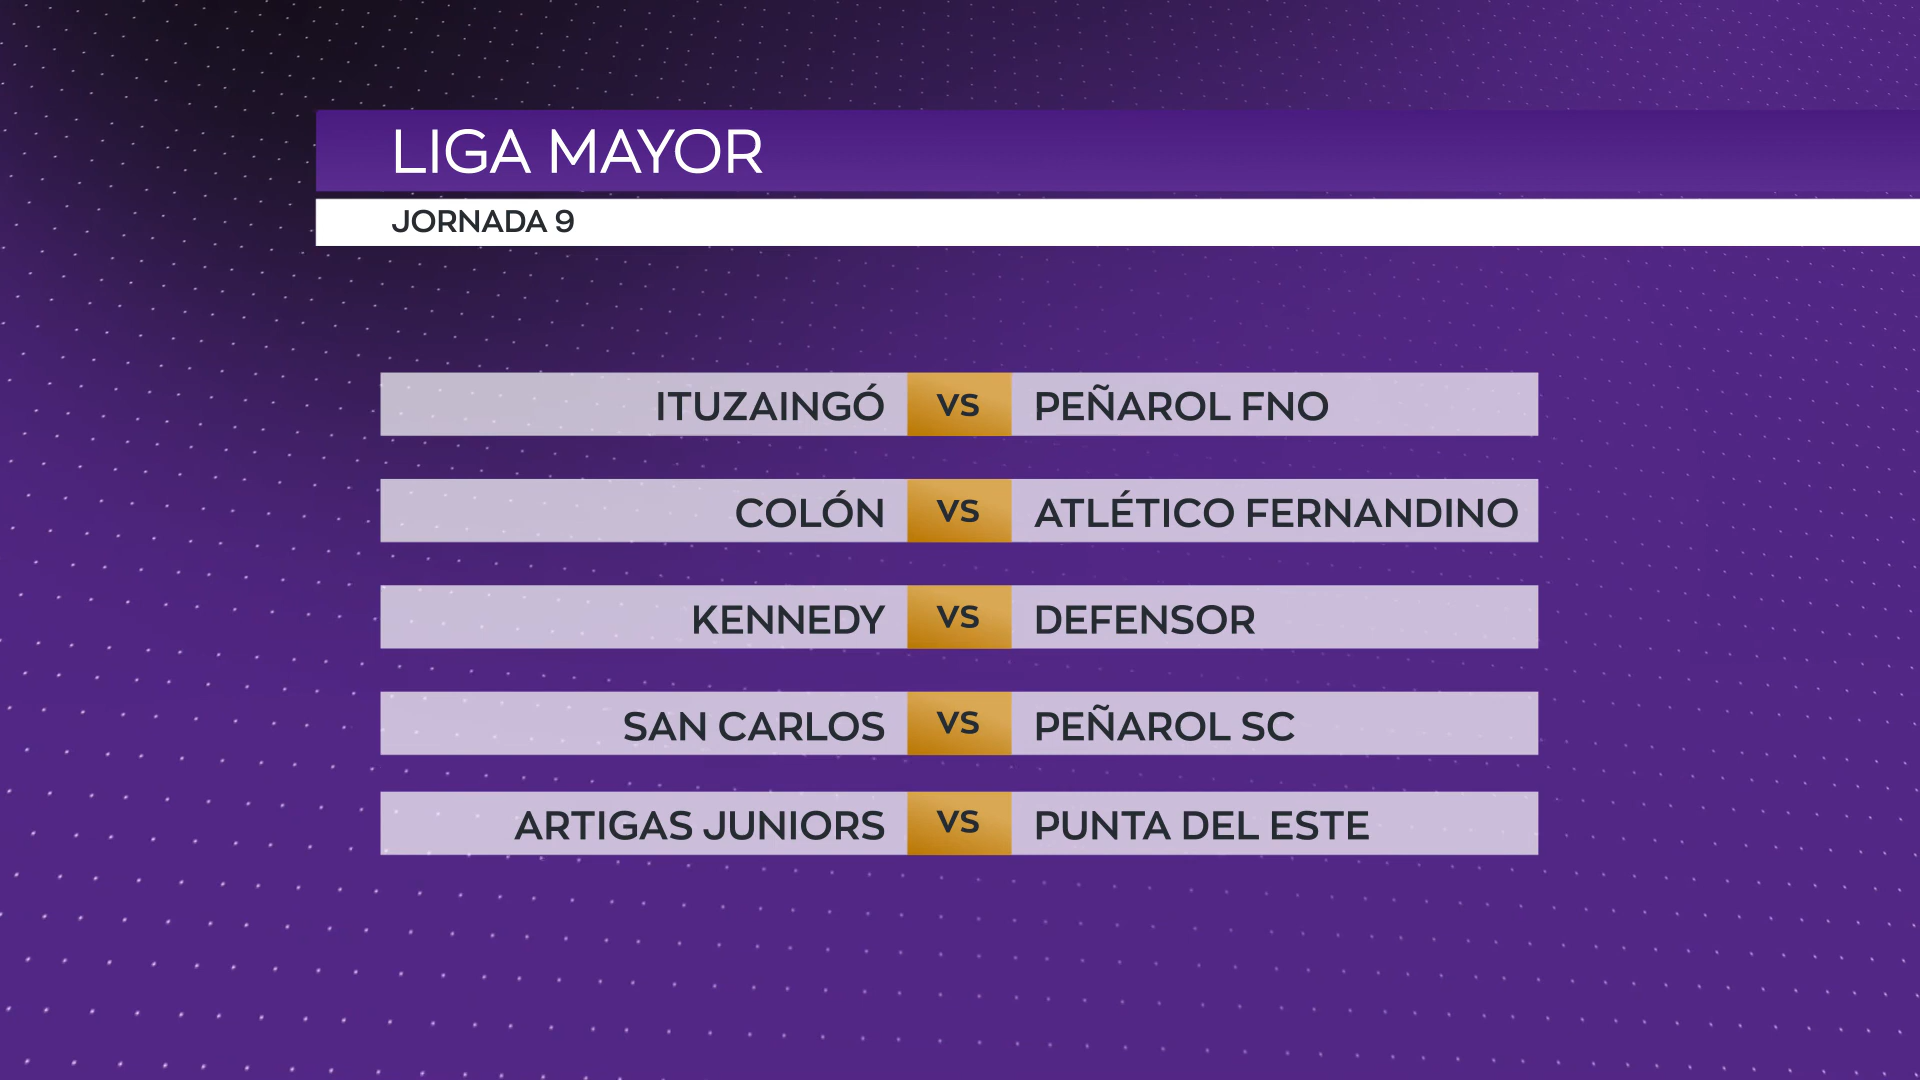 LIGA MAYOR
JORNADA 9
ITUZAINGÓ VS PEÑAROL FNO
COLÓN VS ATLÉTICO FERNANDINO
KENNEDY VS DEFENSOR
SAN CARLOS VS PEÑAROL SC
ARTIGAS JUNIORS VS PUNTA DEL ESTE